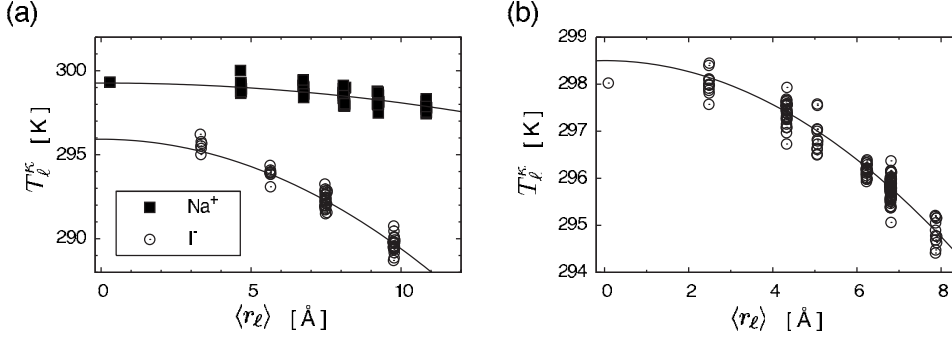 (a)
300
295
290
T_ℓ^κ [K]
Na⁺
I⁻
0
5
10
⟨r_ℓ⟩ [Å]
(b)
299
298
297
296
295
294
T_ℓ^κ [K]
0
2
4
6
8
⟨r_ℓ⟩ [Å]